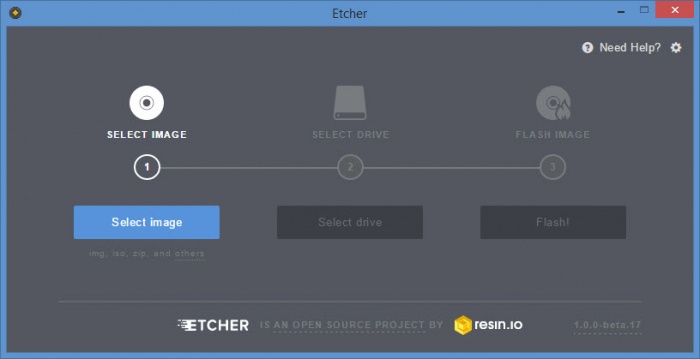 Etcher
Need Help?
SELECT IMAGE SELECT DRIVE FLASH IMAGE
1 2 3
Select image Select drive Flash!
img, iso, zip, and others
ETCHER IS AN OPEN SOURCE PROJECT BY resin.io 1.0.0-beta.17